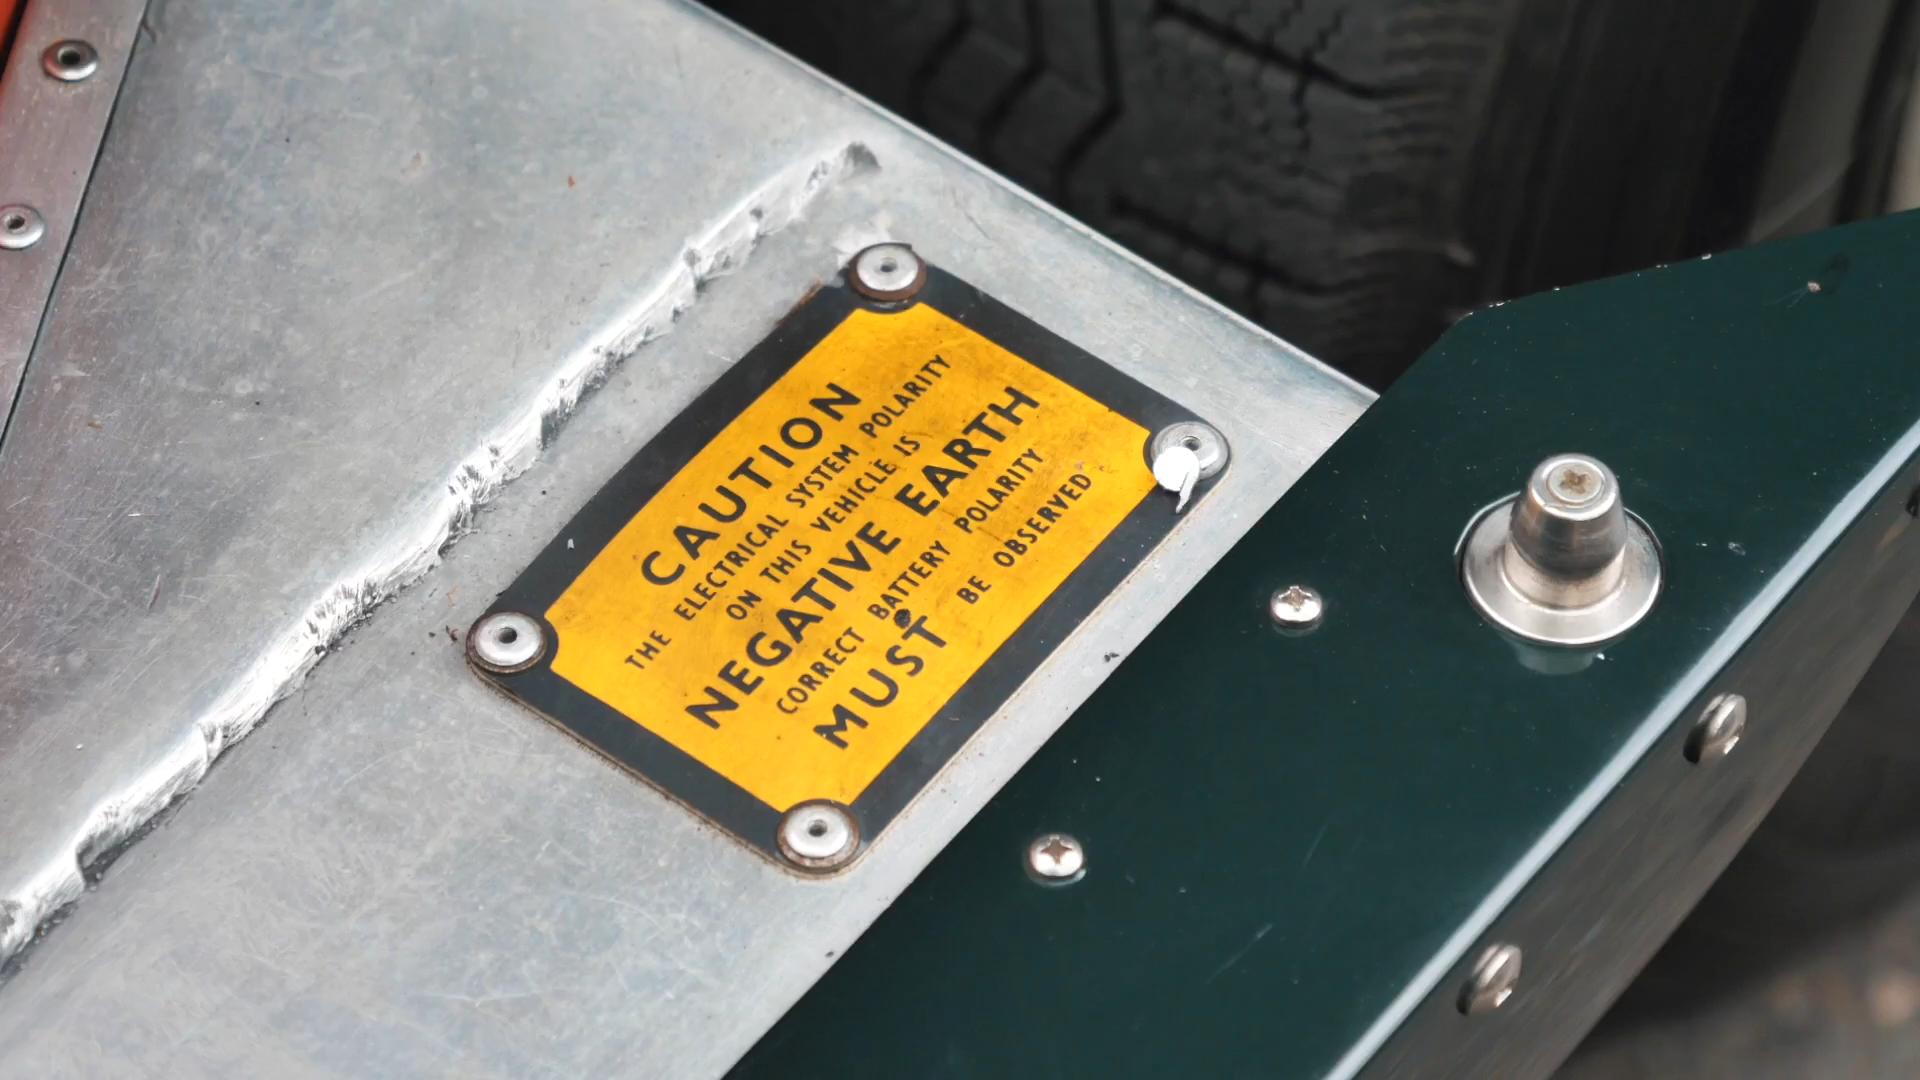 CAUTION
THE ELECTRICAL SYSTEM POLARITY
ON THIS VEHICLE IS
NEGATIVE EARTH
CORRECT BATTERY POLARITY
MUST BE OBSERVED